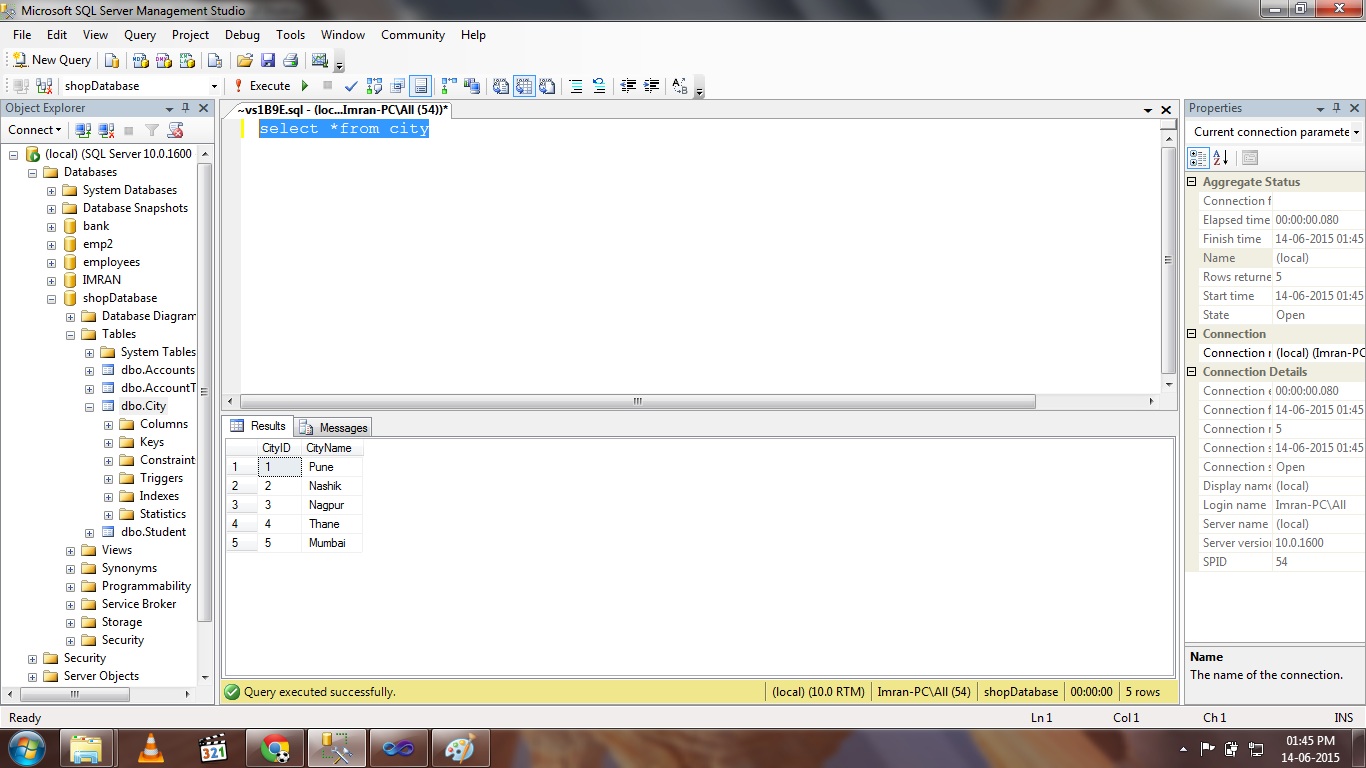 Microsoft SQL Server Management Studio
File Edit View Query Project Debug Tools Window Community Help
New Query
shopDatabase
Execute
Object Explorer
Connect
(local) (SQL Server 10.0.1600
Databases
System Databases
Database Snapshots
bank
emp2
employees
IMRAN
shopDatabase
Database Diagram
Tables
System Tables
dbo.Accounts
dbo.AccountT
dbo.City
Columns
Keys
Constraint
Triggers
Indexes
Statistics
dbo.Student
Views
Synonyms
Programmability
Service Broker
Storage
Security
Security
Server Objects
~vs1B9E.sql - (loc...Imran-PC\All (54))*
select *from city
Results Messages
CityID CityName
1 1 Pune
2 2 Nashik
3 3 Nagpur
4 4 Thane
5 5 Mumbai
Query executed successfully. (local) (10.0 RTM) Imran-PC\All (54) shopDatabase 00:00:00 5 rows
Properties
Current connection paramete
Aggregate Status
Connection f
Elapsed time 00:00:00.080
Finish time 14-06-2015 01:45
Name (local)
Rows returne 5
Start time 14-06-2015 01:45
State Open
Connection
Connection r (local) (Imran-PC
Connection Details
Connection e 00:00:00.080
Connection f 14-06-2015 01:45
Connection r 5
Connection s 14-06-2015 01:45
Connection s Open
Display name (local)
Login name Imran-PC\All
Server name (local)
Server version 10.0.1600
SPID 54
Name
The name of the connection.
Ready Ln 1 Col 1 Ch 1 INS
321
01:45 PM
14-06-2015